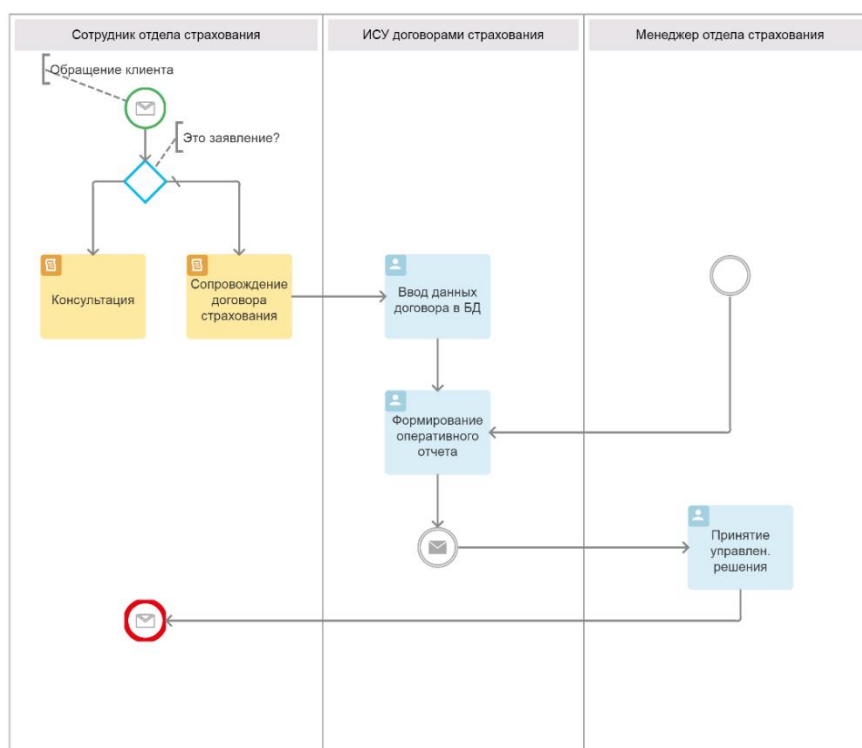 Сотрудник отдела страхования
ИСУ договорами страхования
Менеджер отдела страхования
Обращение клиента
Это заявление?
Консультация
Сопровождение
договора
страхования
Ввод данных
договора в БД
Формирование
оперативного
отчета
Принятие
управлен.
решения